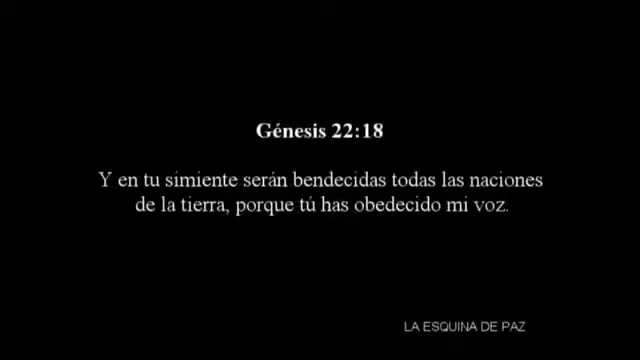 Génesis 22:18
Y en tu simiente serán bendecidas todas las naciones
de la tierra, porque tú has obedecido mi voz.
LA ESQUINA DE PAZ